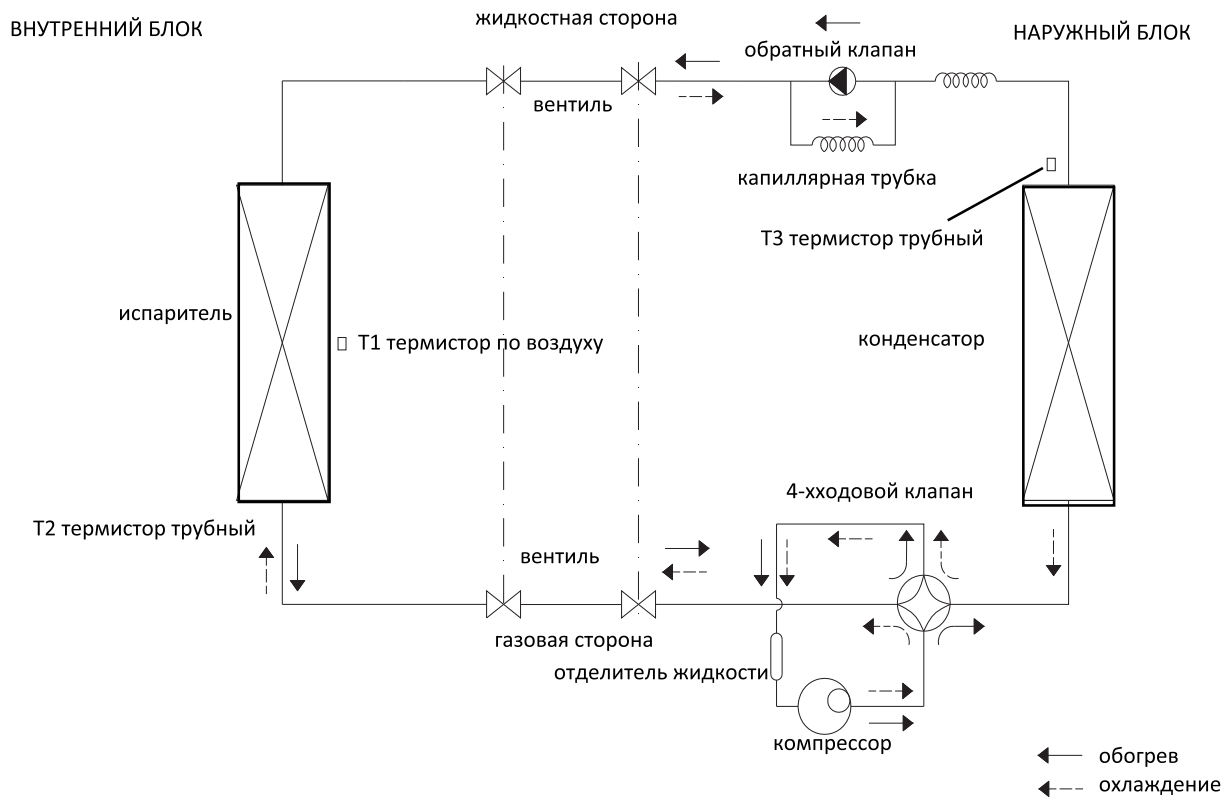 жидкостная сторона
ВНУТРЕННИЙ БЛОК
НАРУЖНЫЙ БЛОК
обратный клапан
вентиль
капиллярная трубка
Т3 термистор трубный
испаритель
Т1 термистор по воздуху
конденсатор
4-хходовой клапан
Т2 термистор трубный
вентиль
газовая сторона
отделитель жидкости
компрессор
обогрев
охлаждение